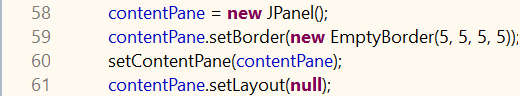 58 contentPane = new JPanel();
59 contentPane.setBorder(new EmptyBorder(5, 5, 5, 5));
60 setContentPane(contentPane);
61 contentPane.setLayout(null);